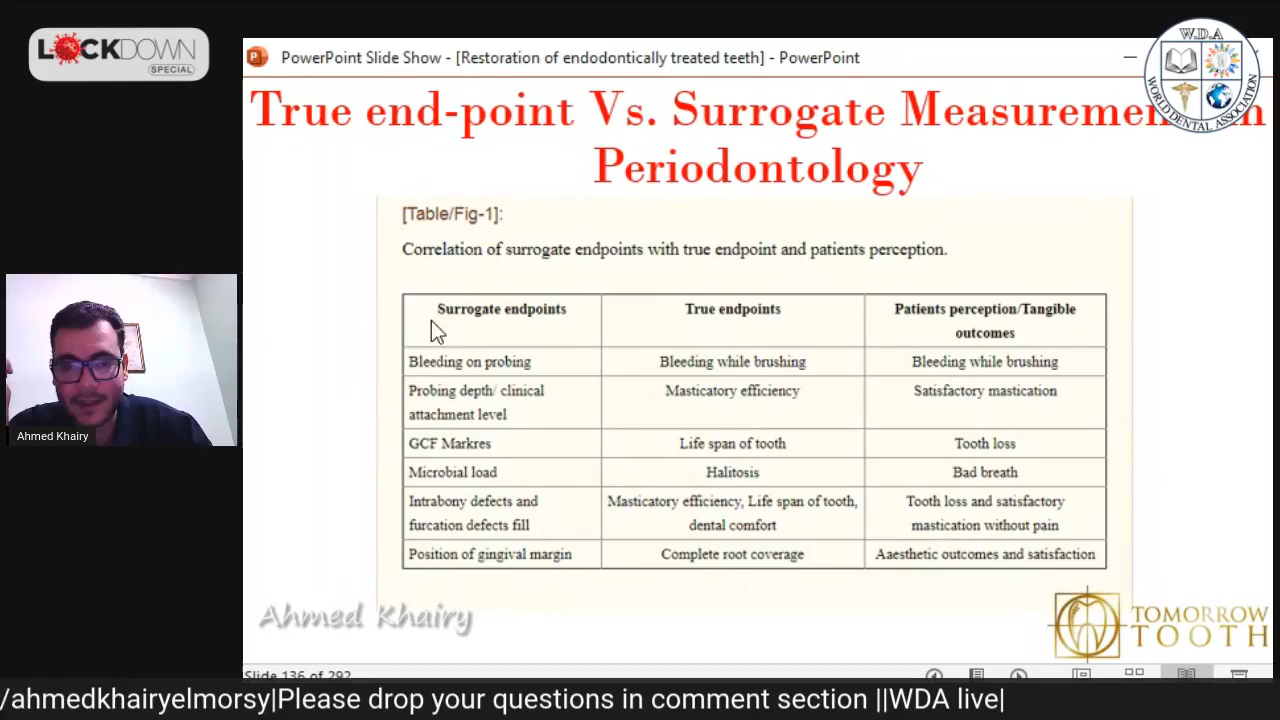 LOCKDOWN
SPECIAL
PowerPoint Slide Show - [Restoration of endodontically treated teeth] - PowerPoint
W.D.A
WORLD DENTAL ASSOCIATION
True end-point Vs. Surrogate Measurement in
Periodontology
[Table/Fig-1]:
Correlation of surrogate endpoints with true endpoint and patients perception.
Surrogate endpoints True endpoints Patients perception/Tangible
outcomes
Bleeding on probing Bleeding while brushing Bleeding while brushing
Probing depth/ clinical Masticatory efficiency Satisfactory mastication
attachment level
GCF Markres Life span of tooth Tooth loss
Microbial load Halitosis Bad breath
Intrabony defects and Masticatory efficiency, Life span of tooth, Tooth loss and satisfactory
furcation defects fill dental comfort mastication without pain
Position of gingival margin Complete root coverage Aaesthetic outcomes and satisfaction
Ahmed Khairy
Ahmed Khairy
TOMORROW
TOOTH
Slide 136 of 292
/ahmedkhairyelmorsy|Please drop your questions in comment section ||WDA live|